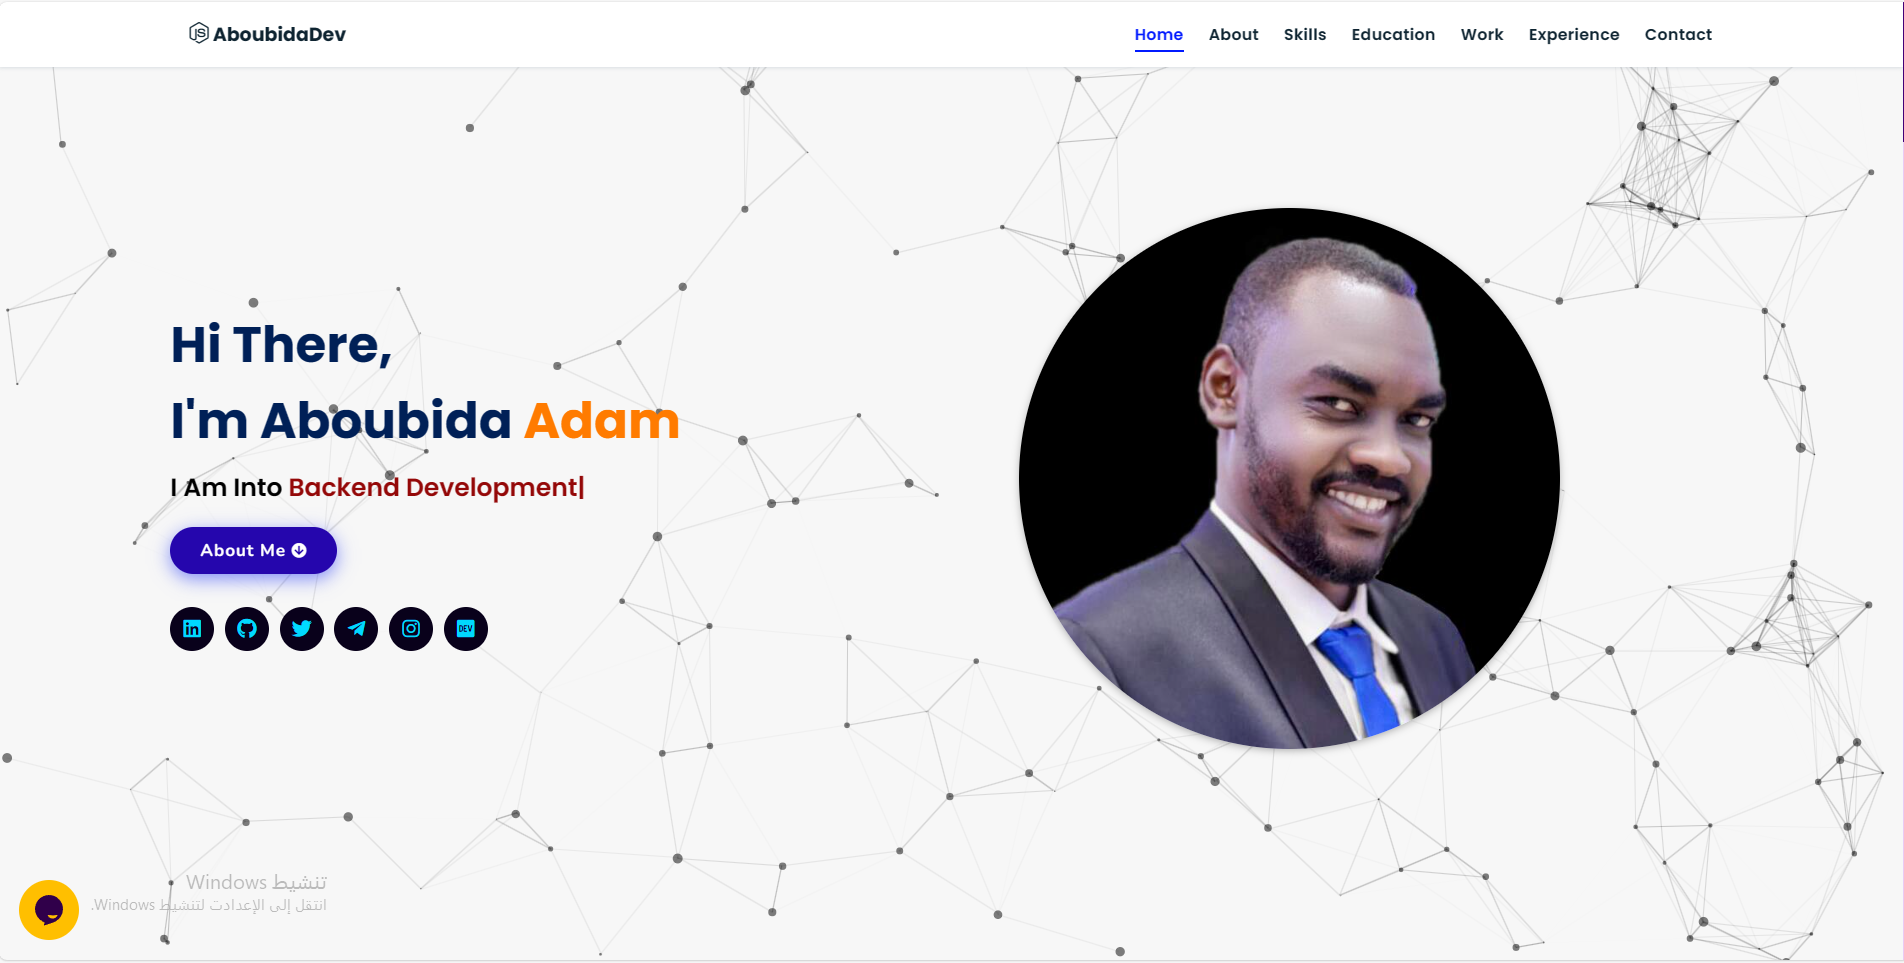 AboubidaDev
Home About Skills Education Work Experience Contact
Hi There,
I'm Aboubida Adam
I Am Into Backend Development|
About Me
DEV
تنشيط Windows
انتقل إلى الإعدادت لتنشيط Windows.